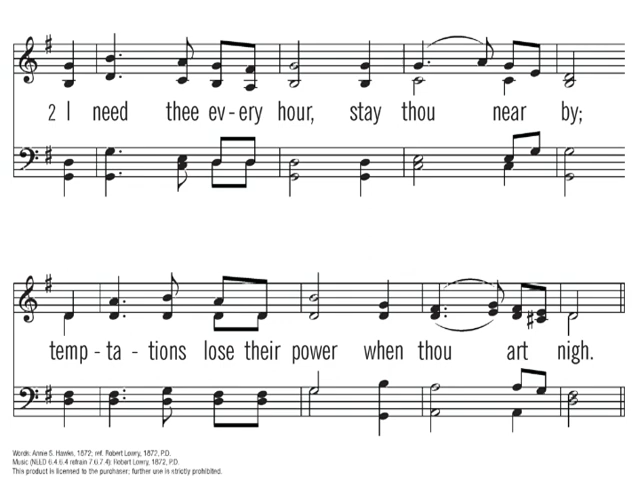 2 I need thee ev-ery hour, stay thou near by;
temp - ta - tions lose their power when thou art nigh.
Words: Annie S. Hawks, 1872; ref. Robert Lowry, 1872, P.D.
Music (NEED 6.4.6.4 refrain 7.6.7.4): Robert Lowry, 1872, P.D.
This product is licensed to the purchaser; further use is strictly prohibited.